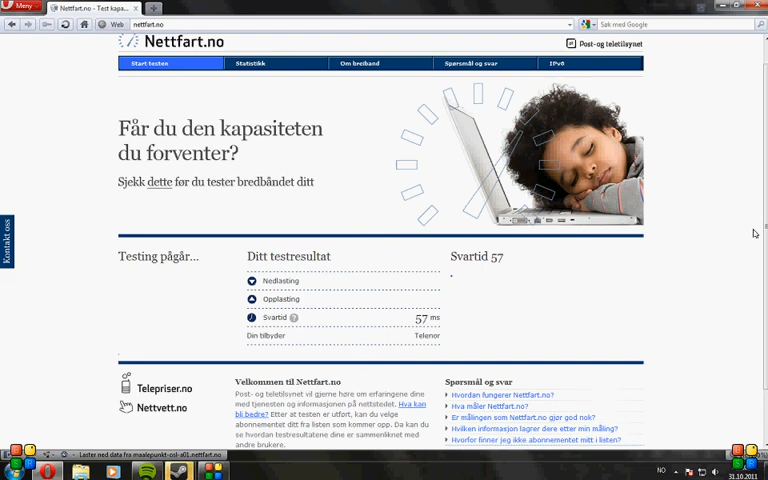 Menu
Nettfart.no - Test kapa...
Web
nettfart.no
Søk med Google
Nettfart.no
Post- og teletilsynet
Start testen
Statistikk
Om breiband
Spørsmål og svar
IPv6
Får du den kapasiteten
du forventer?
Sjekk dette før du tester bredbåndet ditt
Kontakt oss
Testing pågår...
Ditt testresultat
Svartid 57
Nedlasting
Opplasting
Svartid ?
57 ms
Din tilbyder
Telenor
Telepriser.no
Nettvett.no
Velkommen til Nettfart.no
Post- og teletilsynet vil gjerne høre om erfaringene dine
med tjenesten og informasjonen på nettstedet. Hva kan
bli bedre? Etter at testen er utført, kan du velge
abonnementet ditt fra listen som kommer opp. Da kan du
se hvordan testresultatene dine er sammenliknet med
andre brukere.
Spørsmål og svar
Hvordan fungerer Nettfart.no?
Hva måler Nettfart.no?
Er målingen som Nettfart.no gjør god nok?
Hvilken informasjon lagrer dere etter min måling?
Hvorfor finner jeg ikke abonnementet mitt i listen?
Laster ned data fra maalepunkt-osl-a01.nettfart.no
NO
31.10.2011